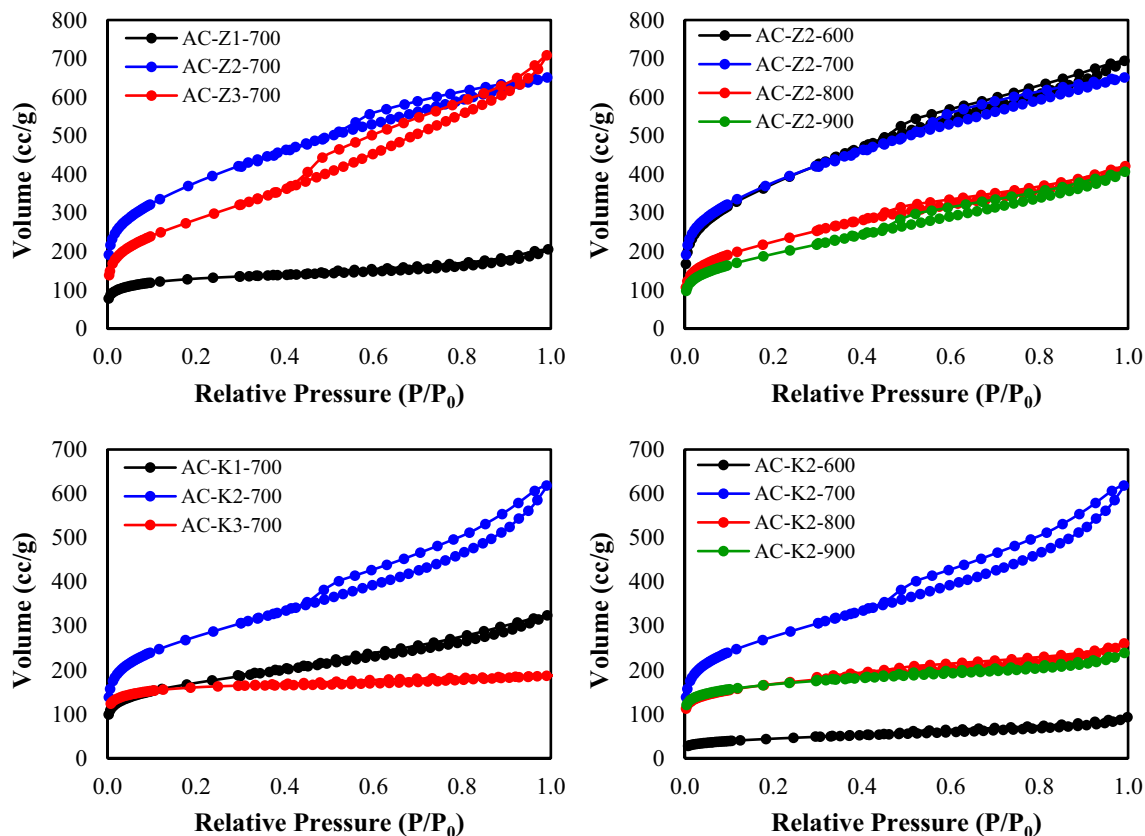 800
700
600
500
400
300
200
100
0
Volume (cc/g)
AC-Z1-700
AC-Z2-700
AC-Z3-700
0.0 0.2 0.4 0.6 0.8 1.0
Relative Pressure (P/P₀)
800
700
600
500
400
300
200
100
0
Volume (cc/g)
AC-Z2-600
AC-Z2-700
AC-Z2-800
AC-Z2-900
0.0 0.2 0.4 0.6 0.8 1.0
Relative Pressure (P/P₀)
700
600
500
400
300
200
100
0
Volume (cc/g)
AC-K1-700
AC-K2-700
AC-K3-700
0.0 0.2 0.4 0.6 0.8 1.0
Relative Pressure (P/P₀)
700
600
500
400
300
200
100
0
Volume (cc/g)
AC-K2-600
AC-K2-700
AC-K2-800
AC-K2-900
0.0 0.2 0.4 0.6 0.8 1.0
Relative Pressure (P/P₀)